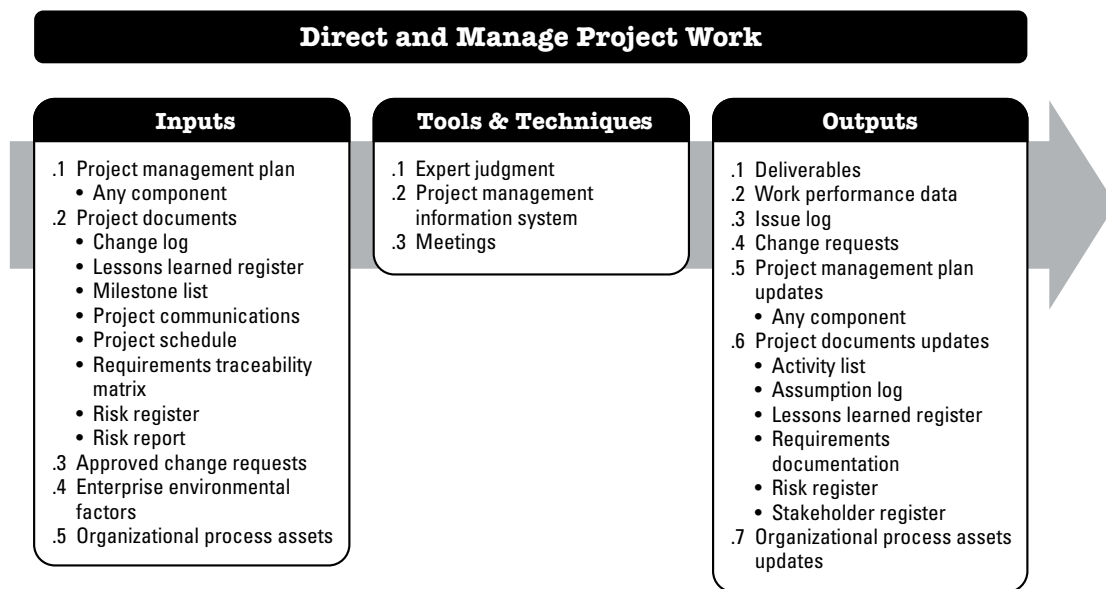 Direct and Manage Project Work
Inputs
.1 Project management plan
• Any component
.2 Project documents
• Change log
• Lessons learned register
• Milestone list
• Project communications
• Project schedule
• Requirements traceability
matrix
• Risk register
• Risk report
.3 Approved change requests
.4 Enterprise environmental
factors
.5 Organizational process assets
Tools & Techniques
.1 Expert judgment
.2 Project management
information system
.3 Meetings
Outputs
.1 Deliverables
.2 Work performance data
.3 Issue log
.4 Change requests
.5 Project management plan
updates
• Any component
.6 Project documents updates
• Activity list
• Assumption log
• Lessons learned register
• Requirements
documentation
• Risk register
• Stakeholder register
.7 Organizational process assets
updates